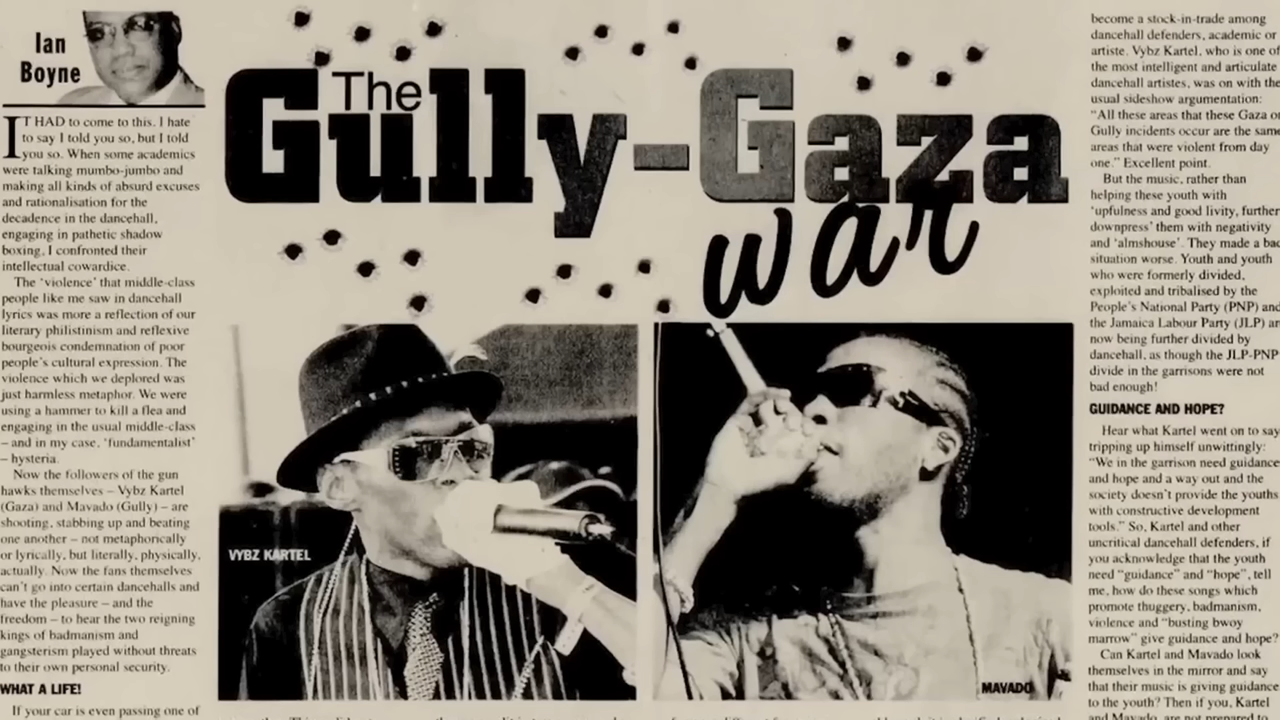 Ian
Boyne
The
Gully-Gaza
war
IT HAD to come to this. I hate
to say I told you so, but I told
you so. When some academics
were talking mumbo-jumbo and
making all kinds of absurd excuses
and rationalisation for the
decadence in the dancehall,
engaging in pathetic shadow
boxing, I confronted their
intellectual cowardice.
The 'violence' that middle-class
people like me saw in dancehall
lyrics was more a reflection of our
literary philistinism and reflexive
bourgeois condemnation of poor
people's cultural expression. The
violence which we deplored was
just harmless metaphor. We were
using a hammer to kill a flea and
engaging in the usual middle-class
– and in my case, 'fundamentalist'
– hysteria.
Now the followers of the gun
hawks themselves – Vybz Kartel
(Gaza) and Mavado (Gully) – are
shooting, stabbing up and beating
one another – not metaphorically
or lyrically, but literally, physically,
actually. Now the fans themselves
can't go into certain dancehalls and
have the pleasure – and the
freedom – to hear the two reigning
kings of badmanism and
gangsterism played without threats
to their own personal security.
WHAT A LIFE!
If your car is even passing one of
VYBZ KARTEL
MAVADO
become a stock-in-trade among
dancehall defenders, academic or
artiste. Vybz Kartel, who is one of
the most intelligent and articulate
dancehall artistes, was on with the
usual sideshow argumentation:
"All these areas that these Gaza or
Gully incidents occur are the same
areas that were violent from day
one." Excellent point.
But the music, rather than
helping these youth with
'upfulness and good livity, further
downpress' them with negativity
and 'almshouse'. They made a bad
situation worse. Youth and youth
who were formerly divided,
exploited and tribalised by the
People's National Party (PNP) and
the Jamaica Labour Party (JLP) ar
now being further divided by
dancehall, as though the JLP-PNP
divide in the garrisons were not
bad enough!
GUIDANCE AND HOPE?
Hear what Kartel went on to say
tripping up himself unwittingly:
"We in the garrison need guidance
and hope and a way out and the
society doesn't provide the youths
with constructive development
tools." So, Kartel and other
uncritical dancehall defenders, if
you acknowledge that the youth
need "guidance" and "hope", tell
me, how do these songs which
promote thuggery, badmanism,
violence and "busting bwoy
marrow" give guidance and hope?
Can Kartel and Mavado look
themselves in the mirror and say
that their music is giving guidance
to their youth? Then if you, Kartel
and Mavado, are not prepared to